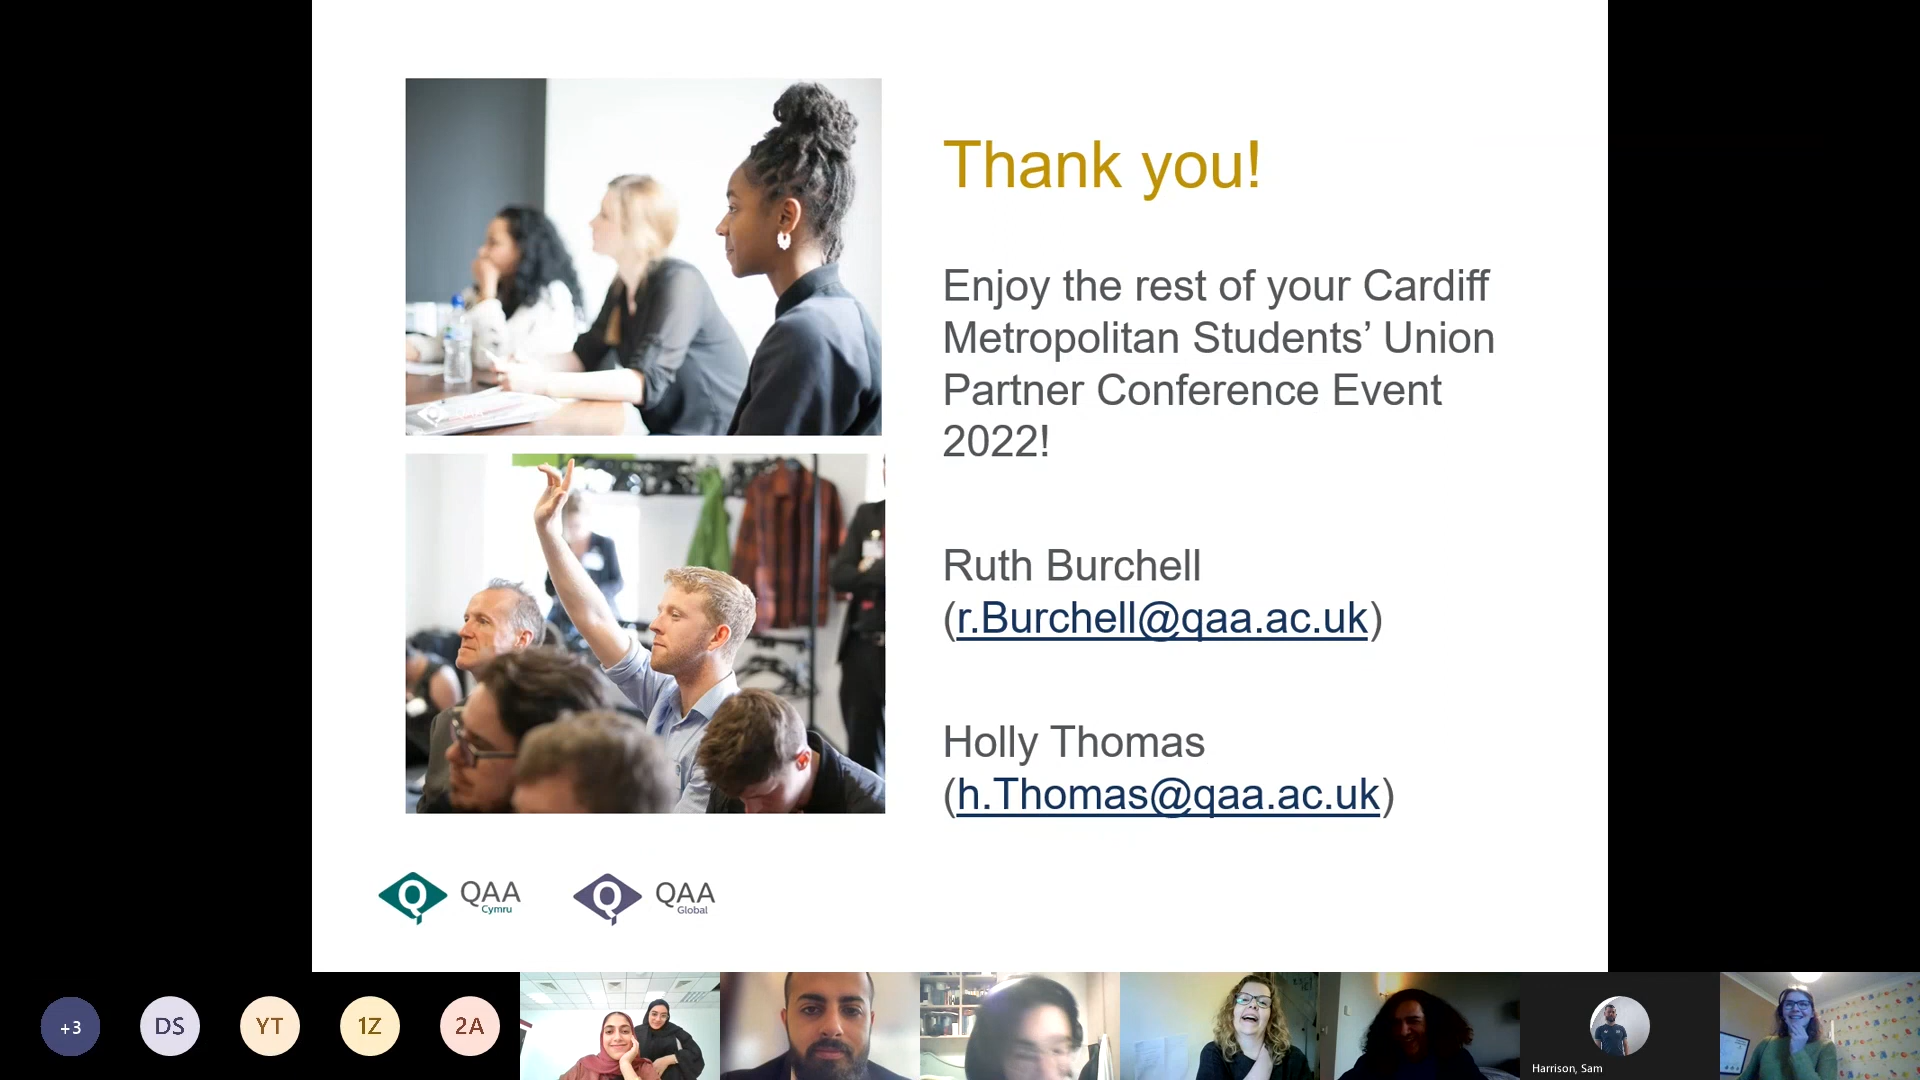 Thank you!
Enjoy the rest of your Cardiff
Metropolitan Students’ Union
Partner Conference Event
2022!
Ruth Burchell
(r.Burchell@qaa.ac.uk)
Holly Thomas
(h.Thomas@qaa.ac.uk)
Q QAA
Cymru
Q QAA
Global
+3
DS
YT
1Z
2A
Harrison, Sam